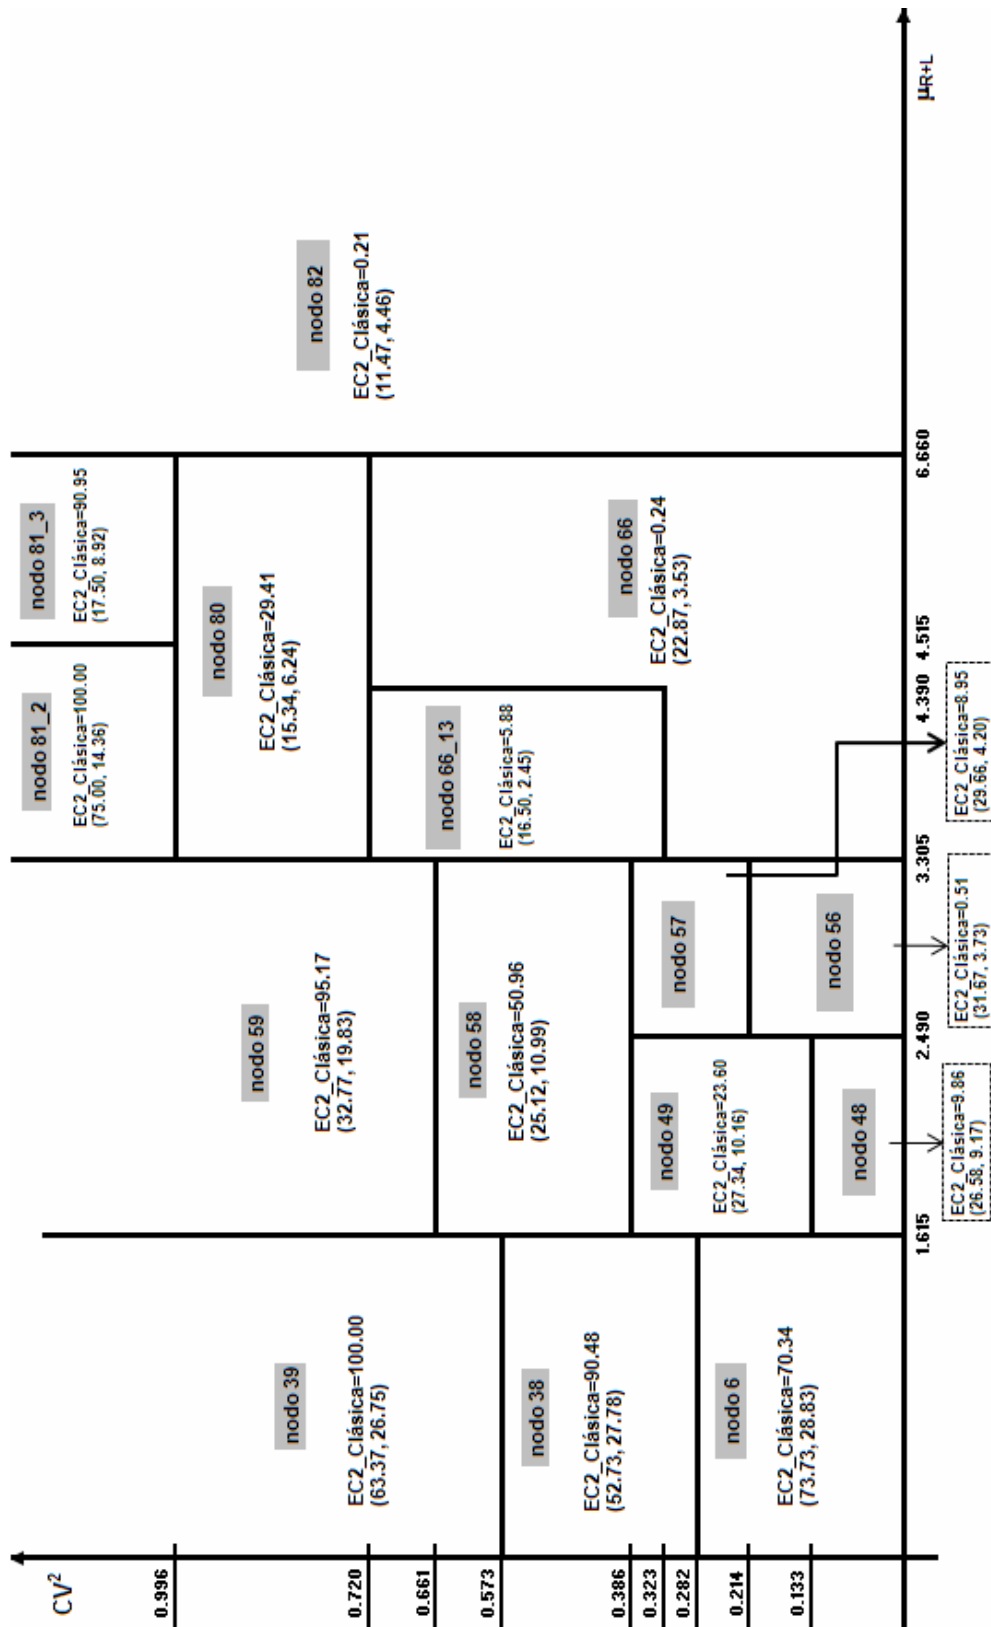 CV²
0.996
0.720
0.661
0.573
0.386
0.323
0.282
0.214
0.133
nodo 39
EC2_Clásica=100.00
(63.37, 26.75)
nodo 38
EC2_Clásica=90.48
(52.73, 27.78)
nodo 6
EC2_Clásica=70.34
(73.73, 28.83)
nodo 59
EC2_Clásica=95.17
(32.77, 19.83)
nodo 58
EC2_Clásica=50.96
(25.12, 10.99)
nodo 49
EC2_Clásica=23.60
(27.34, 10.16)
nodo 48
nodo 57
nodo 56
nodo 81_2
EC2_Clásica=100.00
(75.00, 14.36)
nodo 81_3
EC2_Clásica=90.95
(17.50, 8.92)
nodo 80
EC2_Clásica=29.41
(15.34, 6.24)
nodo 66_13
EC2_Clásica=5.88
(16.50, 2.45)
nodo 66
EC2_Clásica=0.24
(22.87, 3.53)
nodo 82
EC2_Clásica=0.21
(11.47, 4.46)
1.615
2.490
3.305
4.390
4.515
6.660
μR+L
EC2_Clásica=9.86
(26.58, 9.17)
EC2_Clásica=0.51
(31.67, 3.73)
EC2_Clásica=8.95
(29.66, 4.20)